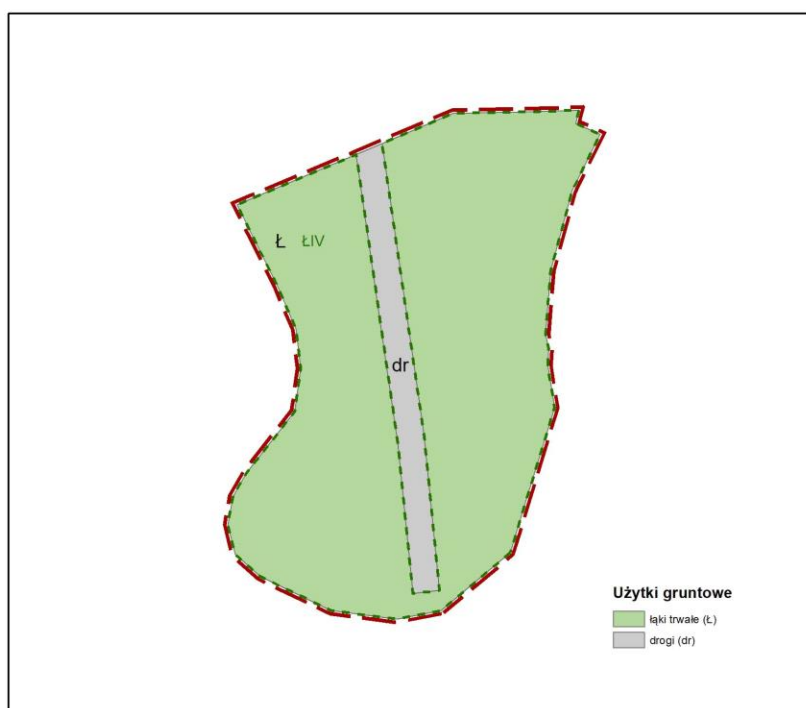 Ł ŁIV
dr
Użytki gruntowe
łąki trwałe (Ł)
drogi (dr)